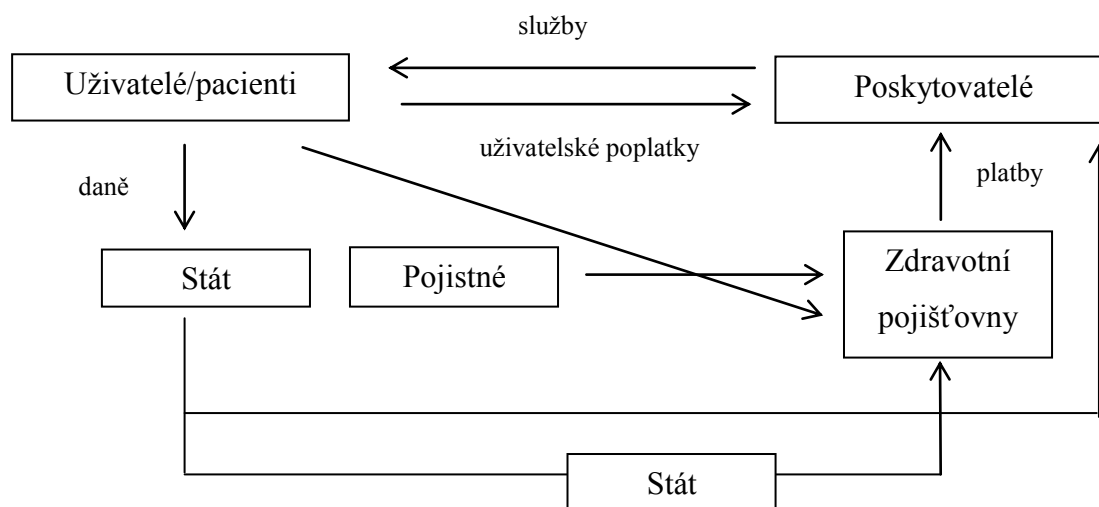 služby
Uživatelé/pacienti
Poskytovatelé
uživatelské poplatky
daně
platby
Stát
Pojistné
Zdravotní
pojišťovny
Stát